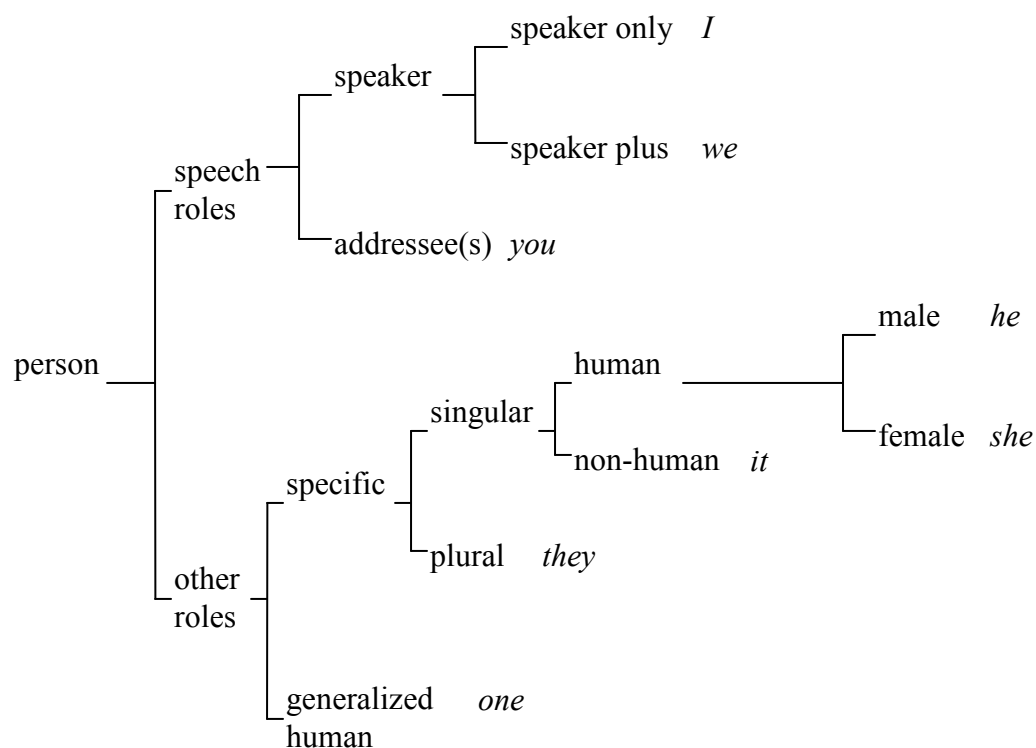 speaker only I
speaker
speaker plus we
speech
roles
addressee(s) you
male he
person
human
singular
female she
non-human it
specific
plural they
other
roles
generalized one
human